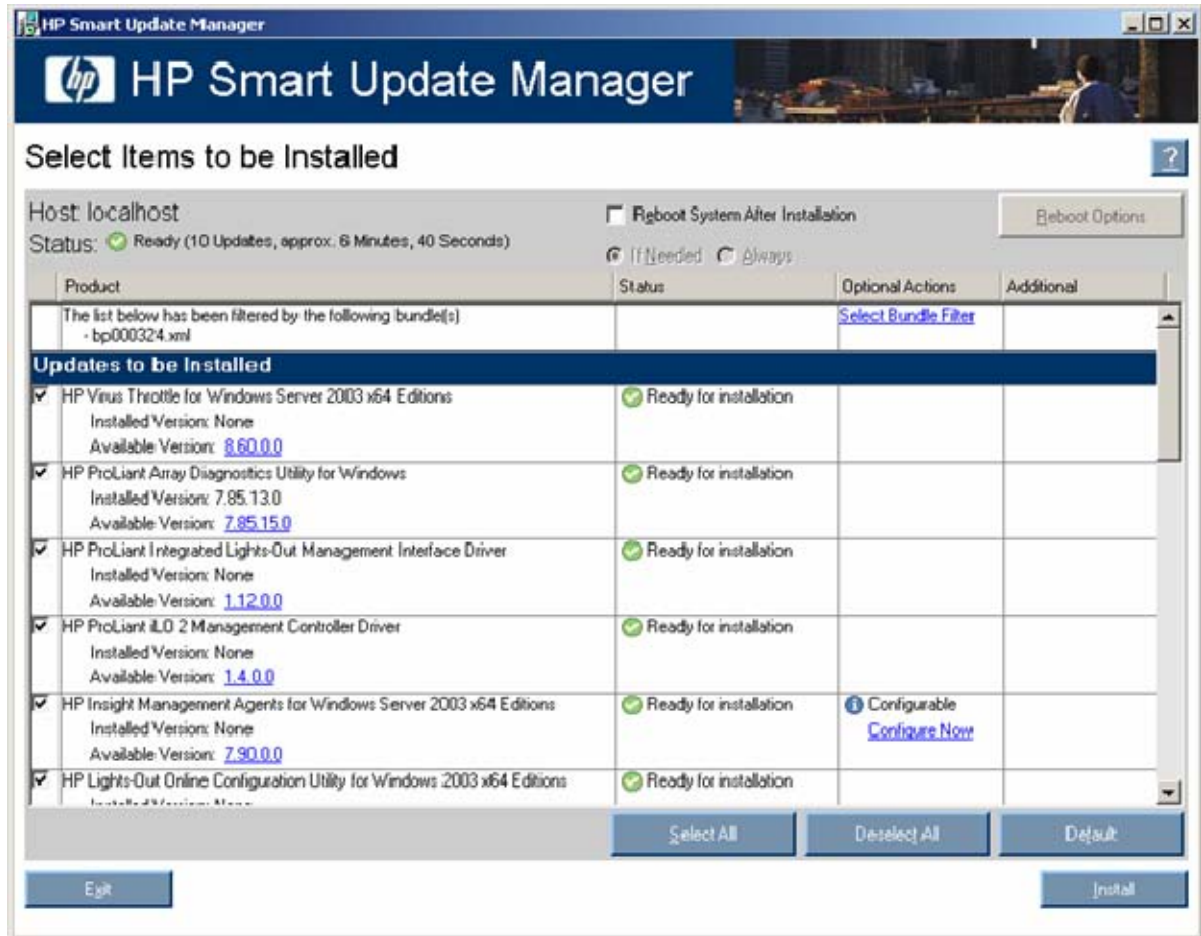 HP Smart Update Manager
hp HP Smart Update Manager
Select Items to be Installed
?
Host: localhost
Reboot System After Installation
Reboot Options
Status: Ready (10 Updates, approx. 6 Minutes, 40 Seconds)
If Needed Always
Product Status Optional Actions Additional
The list below has been filtered by the following bundle(s)
- bp000324.xml
Select Bundle Filter
Updates to be Installed
HP Virus Throttle for Windows Server 2003 x64 Editions
Ready for installation
Installed Version: None
Available Version: 8.60.0.0
HP ProLiant Array Diagnostics Utility for Windows
Ready for installation
Installed Version: 7.85.13.0
Available Version: 7.85.15.0
HP ProLiant Integrated Lights-Out Management Interface Driver
Ready for installation
Installed Version: None
Available Version: 1.12.0.0
HP ProLiant iLO 2 Management Controller Driver
Ready for installation
Installed Version: None
Available Version: 1.4.0.0
HP Insight Management Agents for Windows Server 2003 x64 Editions
Ready for installation
Configurable
Installed Version: None
Configure Now
Available Version: 7.90.0.0
HP Lights-Out Online Configuration Utility for Windows 2003 x64 Editions
Ready for installation
Installed Version: None
Select All Deselect All Default
Exit Install